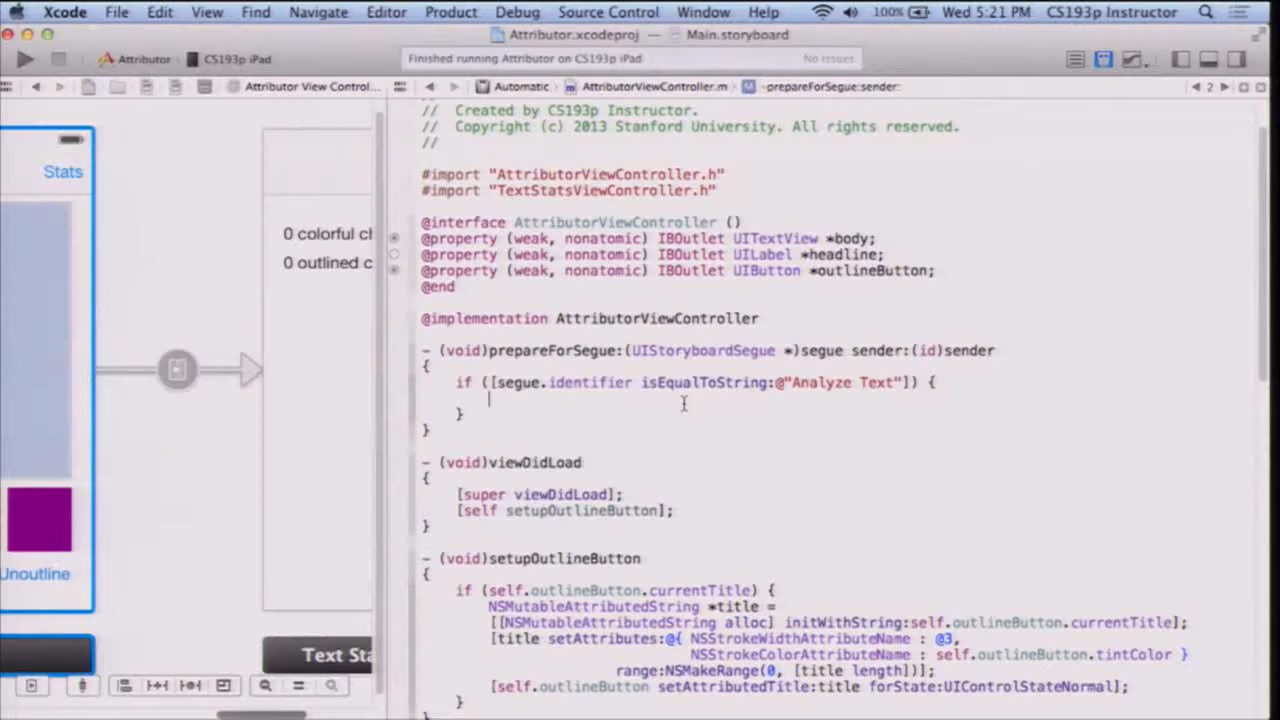 Xcode File Edit View Find Navigate Editor Product Debug Source Control Window Help 100% Wed 5:21 PM CS193p Instructor
Attributor.xcodeproj — Main.storyboard
Attributor CS193p iPad Finished running Attributor on CS193p iPad No issues
Attributor View Control... Automatic AttributorViewController.m -prepareForSegue:sender: 2
// Created by CS193p Instructor.
// Copyright (c) 2013 Stanford University. All rights reserved.
//
#import "AttributorViewController.h"
#import "TextStatsViewController.h"
@interface AttributorViewController ()
@property (weak, nonatomic) IBOutlet UITextView *body;
@property (weak, nonatomic) IBOutlet UILabel *headline;
@property (weak, nonatomic) IBOutlet UIButton *outlineButton;
@end
@implementation AttributorViewController
- (void)prepareForSegue:(UIStoryboardSegue *)segue sender:(id)sender
{
if ([segue.identifier isEqualToString:@"Analyze Text"]) {
}
}
- (void)viewDidLoad
{
[super viewDidLoad];
[self setupOutlineButton];
}
- (void)setupOutlineButton
{
if (self.outlineButton.currentTitle) {
NSMutableAttributedString *title =
[[NSMutableAttributedString alloc] initWithString:self.outlineButton.currentTitle];
[title setAttributes:@{ NSStrokeWidthAttributeName : @3,
NSStrokeColorAttributeName : self.outlineButton.tintColor }
range:NSMakeRange(0, [title length])];
[self.outlineButton setAttributedTitle:title forState:UIControlStateNormal];
}
Stats
0 colorful ch
0 outlined c
Unoutline
Text Sta